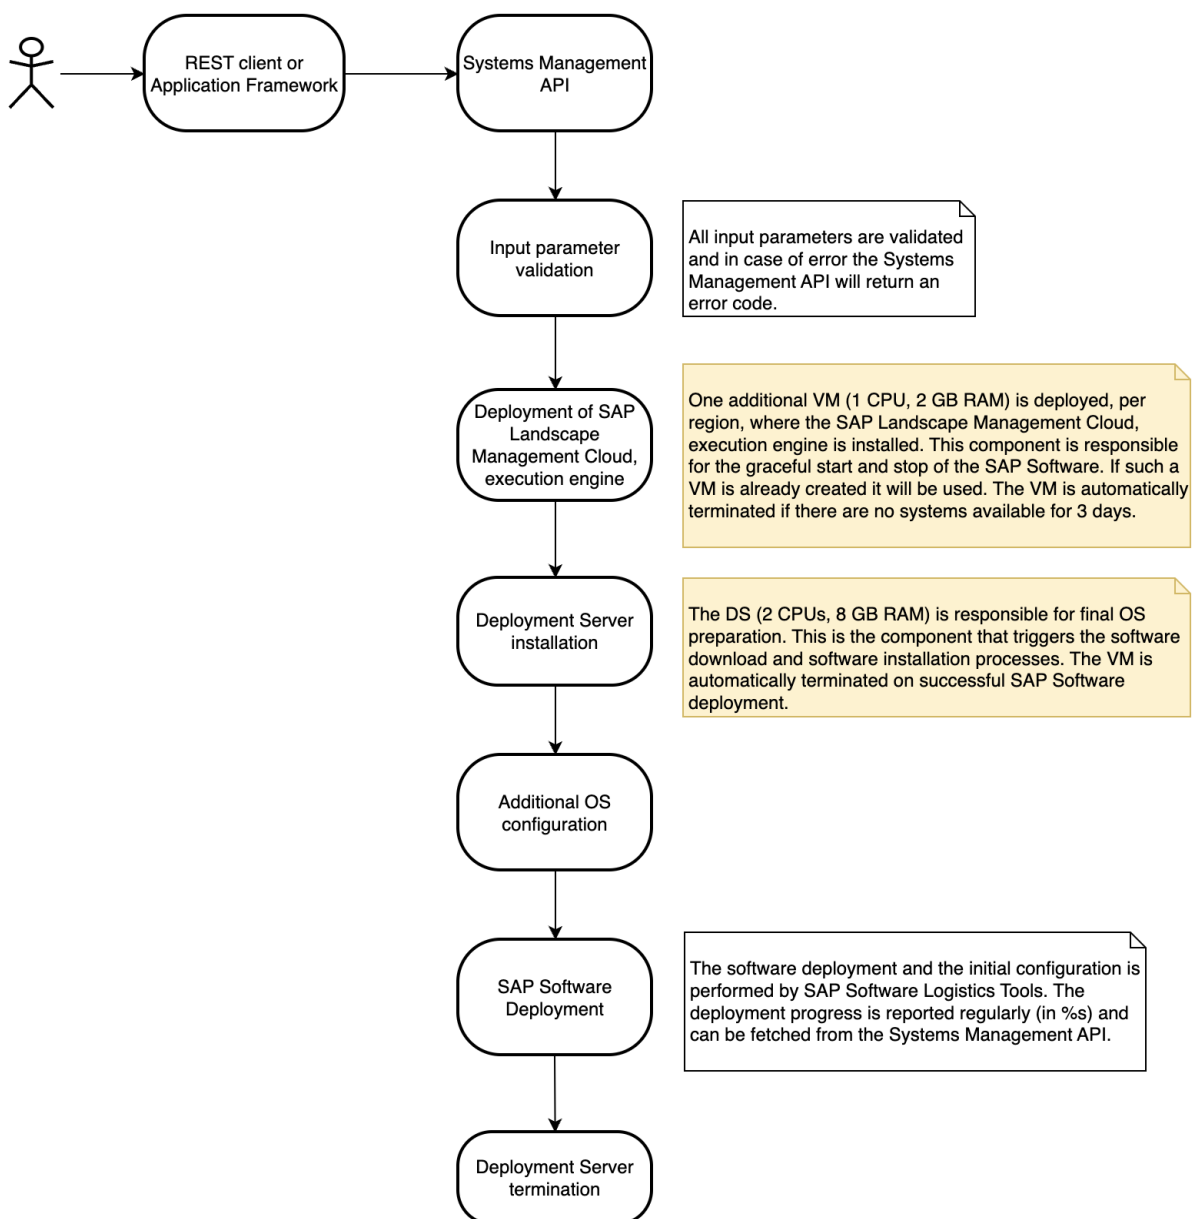 REST client or
Application Framework
Systems Management
API
Input parameter
validation
All input parameters are validated
and in case of error the Systems
Management API will return an
error code.
Deployment of SAP
Landscape
Management Cloud,
execution engine
One additional VM (1 CPU, 2 GB RAM) is deployed, per
region, where the SAP Landscape Management Cloud,
execution engine is installed. This component is responsible
for the graceful start and stop of the SAP Software. If such a
VM is already created it will be used. The VM is automatically
terminated if there are no systems available for 3 days.
Deployment Server
installation
The DS (2 CPUs, 8 GB RAM) is responsible for final OS
preparation. This is the component that triggers the software
download and software installation processes. The VM is
automatically terminated on successful SAP Software
deployment.
Additional OS
configuration
SAP Software
Deployment
The software deployment and the initial configuration is
performed by SAP Software Logistics Tools. The
deployment progress is reported regularly (in %s) and
can be fetched from the Systems Management API.
Deployment Server
termination